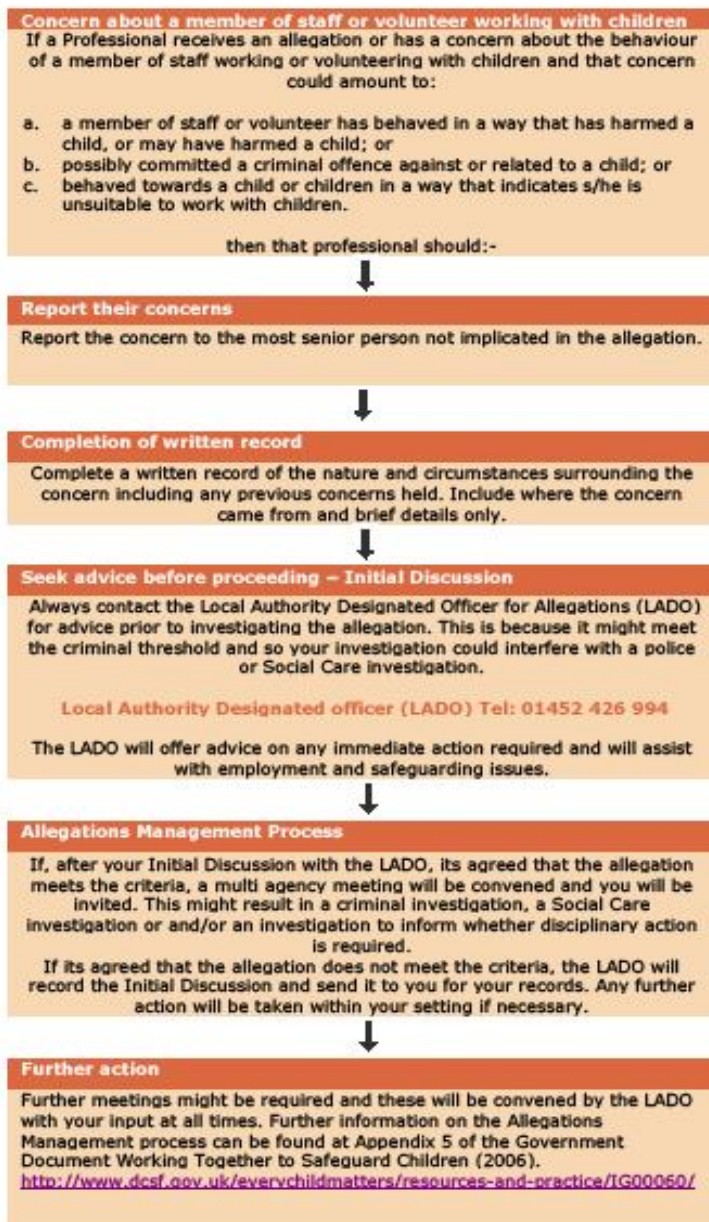 Concern about a member of staff or volunteer working with children
If a Professional receives an allegation or has a concern about the behaviour
of a member of staff working or volunteering with children and that concern
could amount to:
a. a member of staff or volunteer has behaved in a way that has harmed a
child, or may have harmed a child; or
b. possibly committed a criminal offence against or related to a child; or
c. behaved towards a child or children in a way that indicates s/he is
unsuitable to work with children.
then that professional should:-
Report their concerns
Report the concern to the most senior person not implicated in the allegation.
Completion of written record
Complete a written record of the nature and circumstances surrounding the
concern including any previous concerns held. Include where the concern
came from and brief details only.
Seek advice before proceeding – Initial Discussion
Always contact the Local Authority Designated Officer for Allegations (LADO)
for advice prior to investigating the allegation. This is because it might meet
the criminal threshold and so your investigation could interfere with a police
or Social Care investigation.
Local Authority Designated officer (LADO) Tel: 01452 426 994
The LADO will offer advice on any immediate action required and will assist
with employment and safeguarding issues.
Allegations Management Process
If, after your Initial Discussion with the LADO, its agreed that the allegation
meets the criteria, a multi agency meeting will be convened and you will be
invited. This might result in a criminal investigation, a Social Care
investigation or and/or an investigation to inform whether disciplinary action
is required.
If its agreed that the allegation does not meet the criteria, the LADO will
record the Initial Discussion and send it to you for your records. Any further
action will be taken within your setting if necessary.
Further action
Further meetings might be required and these will be convened by the LADO
with your input at all times. Further information on the Allegations
Management process can be found at Appendix 5 of the Government
Document Working Together to Safeguard Children (2006).
http://www.dcsf.gov.uk/everychildmatters/resources-and-practice/IG00060/